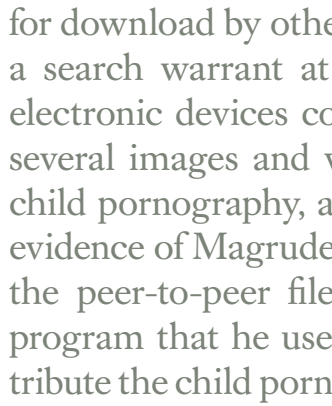 for download by othe
a search warrant at
electronic devices co
several images and v
child pornography, a
evidence of Magrude
the peer-to-peer file
program that he use
tribute the child porn